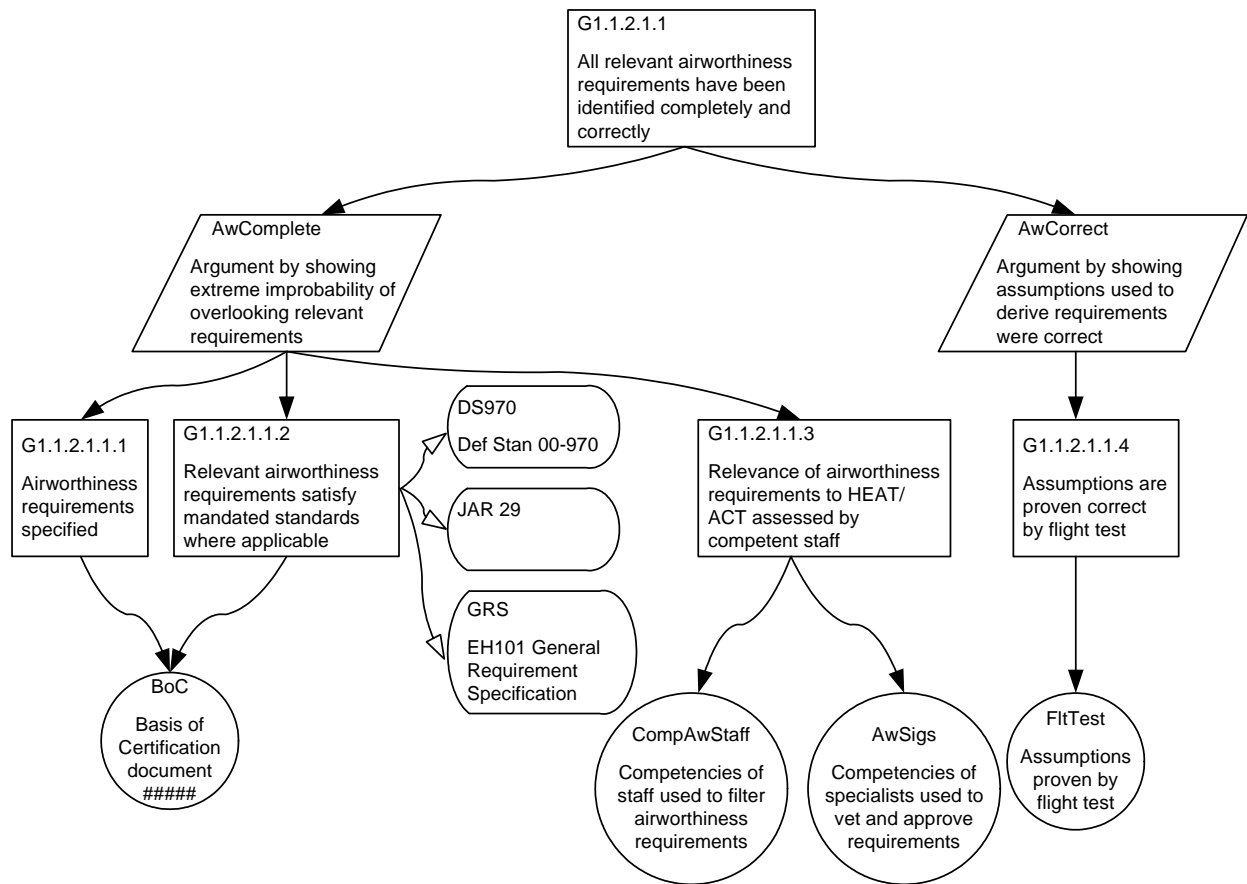 G1.1.2.1.1
All relevant airworthiness
requirements have been
identified completely and
correctly
AwComplete
Argument by showing
extreme improbability of
overlooking relevant
requirements
AwCorrect
Argument by showing
assumptions used to
derive requirements
were correct
G1.1.2.1.1.1
Airworthiness
requirements
specified
G1.1.2.1.1.2
Relevant airworthiness
requirements satisfy
mandated standards
where applicable
DS970
Def Stan 00-970
JAR 29
GRS
EH101 General
Requirement
Specification
G1.1.2.1.1.3
Relevance of airworthiness
requirements to HEAT/
ACT assessed by
competent staff
G1.1.2.1.1.4
Assumptions are
proven correct
by flight test
BoC
Basis of
Certification
document
#####
CompAwStaff
Competencies of
staff used to filter
airworthiness
requirements
AwSigs
Competencies of
specialists used to
vet and approve
requirements
FltTest
Assumptions
proven by
flight test